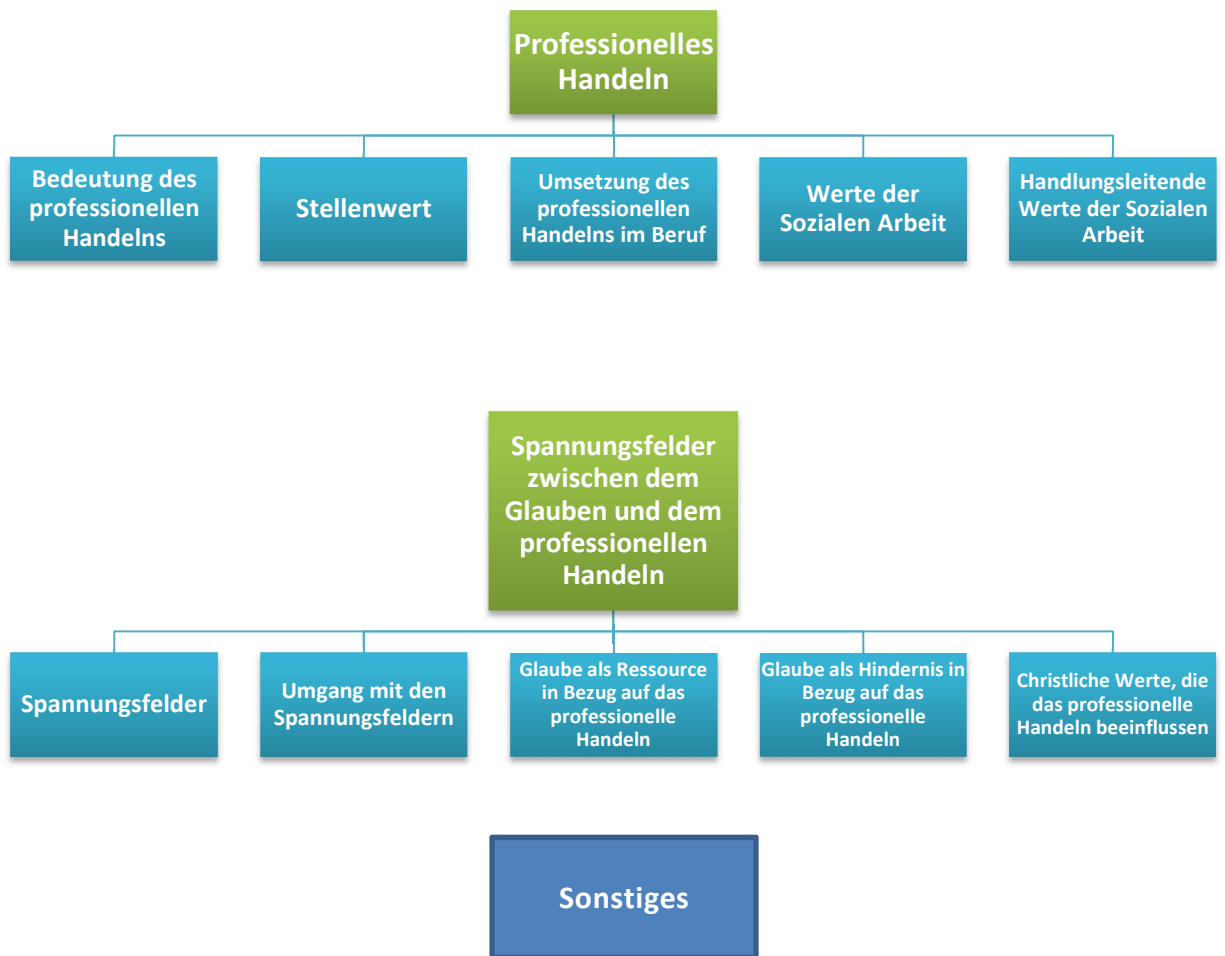 Professionelles
Handeln
Bedeutung des
professionellen
Handelns
Stellenwert
Umsetzung des
professionellen
Handelns im Beruf
Werte der
Sozialen Arbeit
Handlungsleitende
Werte der Sozialen
Arbeit
Spannungsfelder
zwischen dem
Glauben und dem
professionellen
Handeln
Spannungsfelder
Umgang mit den
Spannungsfeldern
Glaube als Ressource
in Bezug auf das
professionelle
Handeln
Glaube als Hindernis in
Bezug auf das
professionelle
Handeln
Christliche Werte, die
das professionelle
Handeln beeinflussen
Sonstiges